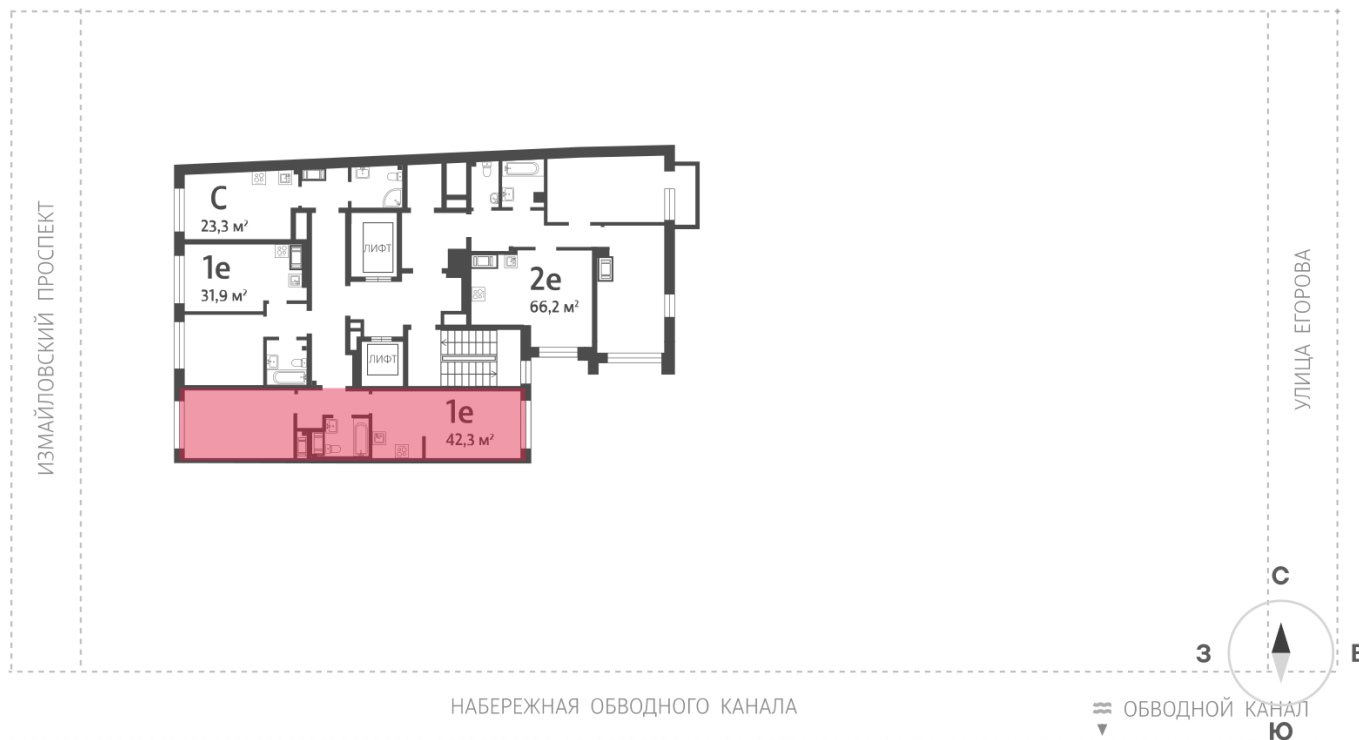 ИЗМАЙЛОВСКИЙ ПРОСПЕКТ
С
23,3 м²
ЛИФТ
1е
31,9 м²
2е
66,2 м²
ЛИФТ
1е
42,3 м²
УЛИЦА ЕГОРОВА
С
З
В
Ю
НАБЕРЕЖНАЯ ОБВОДНОГО КАНАЛА
ОБВОДНОЙ КАНАЛ